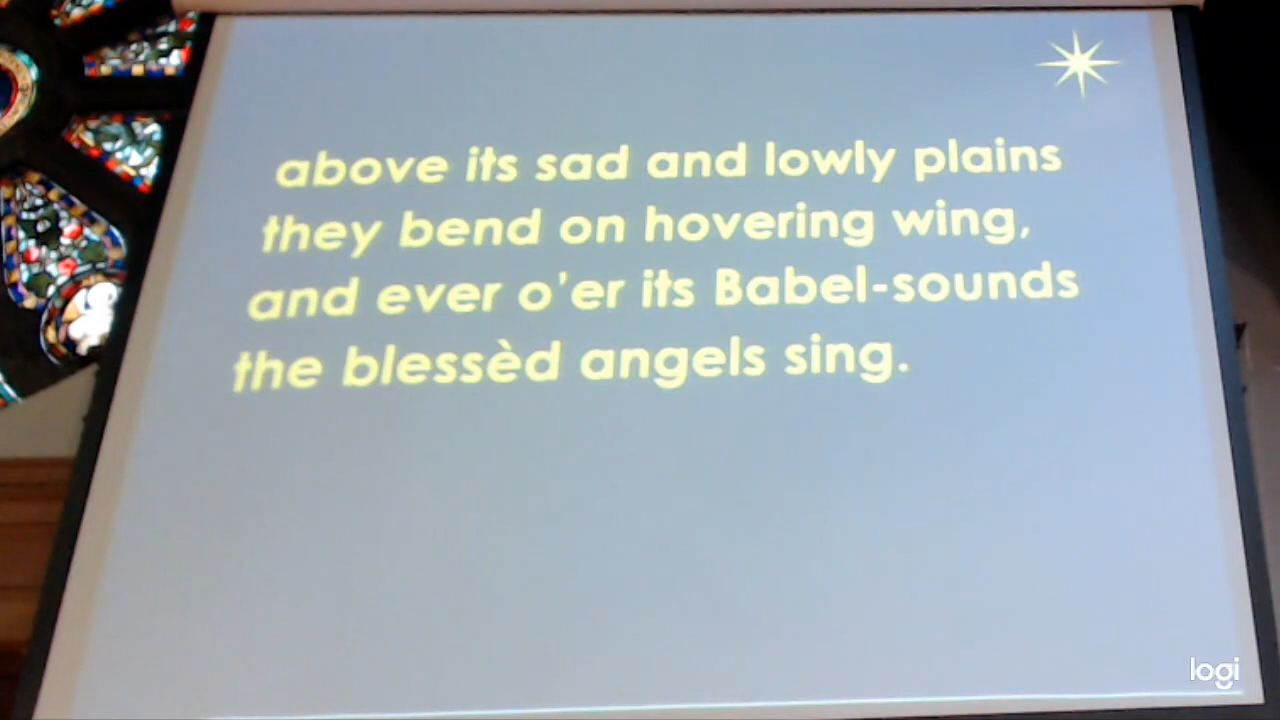 above its sad and lowly plains
they bend on hovering wing,
and ever o’er its Babel-sounds
the blessèd angels sing.
logi